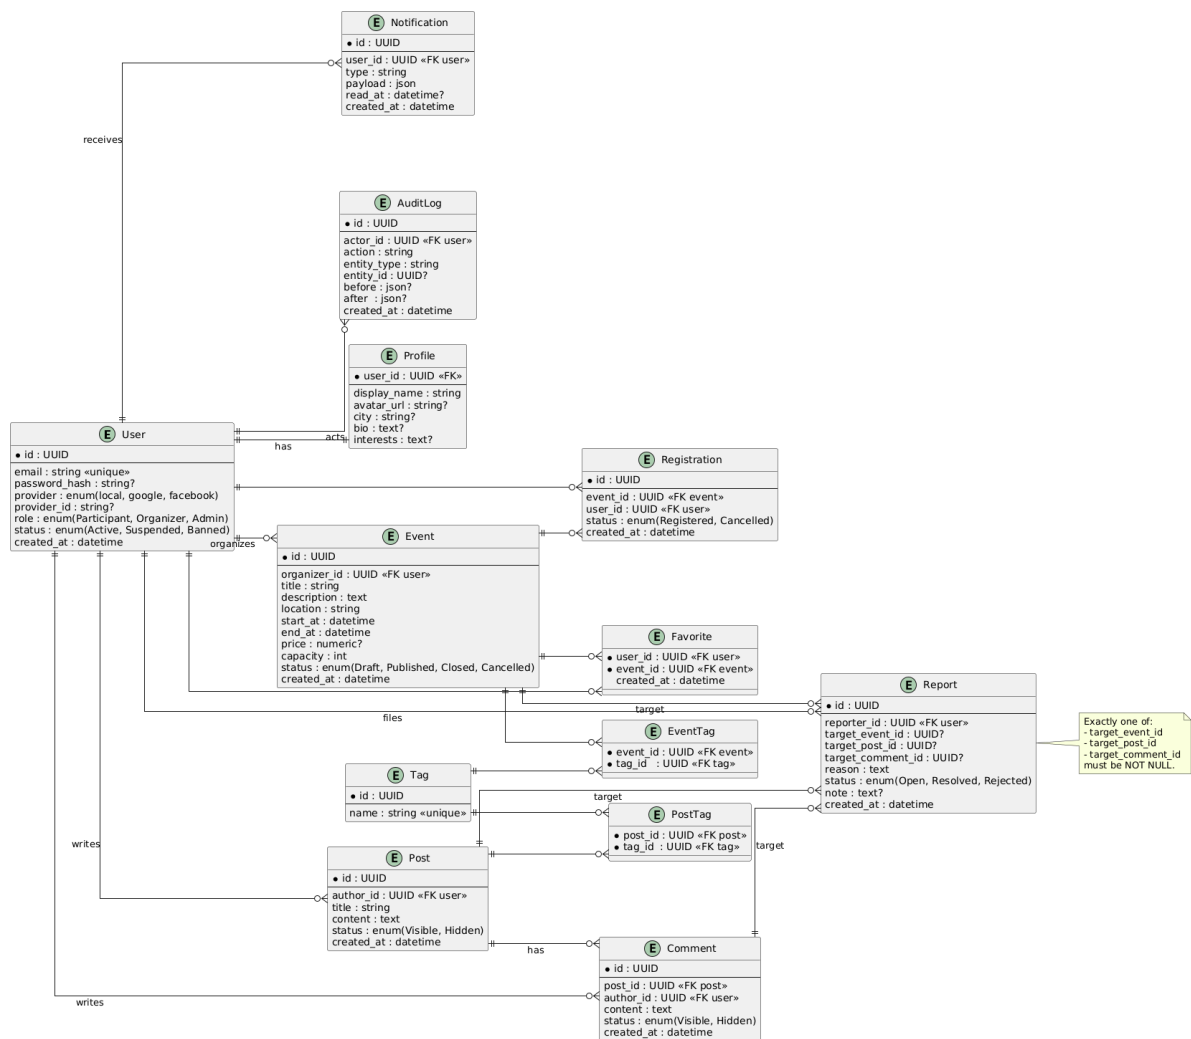 E Notification
* id : UUID
user_id : UUID «FK user»
type : string
payload : json
read_at : datetime?
created_at : datetime
receives
E AuditLog
* id : UUID
actor_id : UUID «FK user»
action : string
entity_type : string
entity_id : UUID?
before : json?
after  : json?
created_at : datetime
E Profile
* user_id : UUID «FK»
display_name : string
avatar_url : string?
city : string?
bio : text?
interests : text?
acts
has
E User
* id : UUID
email : string «unique»
password_hash : string?
provider : enum(local, google, facebook)
provider_id : string?
role : enum(Participant, Organizer, Admin)
status : enum(Active, Suspended, Banned)
created_at : datetime
organizes
E Registration
* id : UUID
event_id : UUID «FK event»
user_id : UUID «FK user»
status : enum(Registered, Cancelled)
created_at : datetime
E Event
* id : UUID
organizer_id : UUID «FK user»
title : string
description : text
location : string
start_at : datetime
end_at : datetime
price : numeric?
capacity : int
status : enum(Draft, Published, Closed, Cancelled)
created_at : datetime
E Favorite
* user_id : UUID «FK user»
* event_id : UUID «FK event»
created_at : datetime
target
files
E Report
* id : UUID
reporter_id : UUID «FK user»
target_event_id : UUID?
target_post_id : UUID?
target_comment_id : UUID?
reason : text
status : enum(Open, Resolved, Rejected)
note : text?
created_at : datetime
Exactly one of:
- target_event_id
- target_post_id
- target_comment_id
must be NOT NULL.
E EventTag
* event_id : UUID «FK event»
* tag_id   : UUID «FK tag»
E Tag
* id : UUID
name : string «unique»
target
E PostTag
* post_id : UUID «FK post»
* tag_id  : UUID «FK tag»
target
writes
E Post
* id : UUID
author_id : UUID «FK user»
title : string
content : text
status : enum(Visible, Hidden)
created_at : datetime
has
E Comment
* id : UUID
post_id : UUID «FK post»
author_id : UUID «FK user»
content : text
status : enum(Visible, Hidden)
created_at : datetime
writes